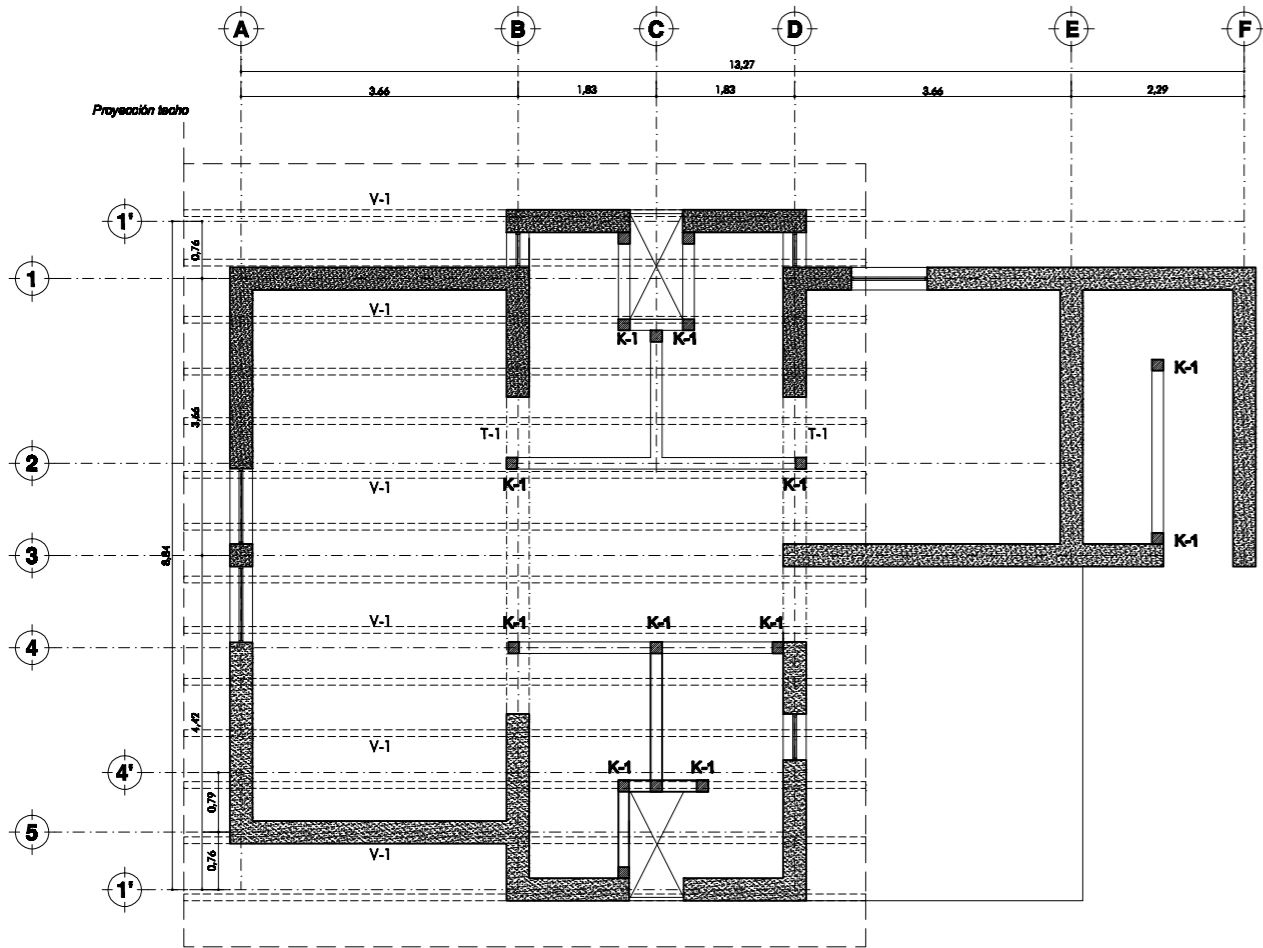 A
B
C
D
E
F
13,27
3.66
1,83
1,83
3.66
2,29
Proyección techo
V-1
1'
0,76
1
V-1
K-1
K-1
K-1
3,66
T-1
T-1
2
K-1
K-1
V-1
K-1
3
8,84
V-1
K-1
K-1
K-1
4
4,42
V-1
K-1
K-1
4'
0,79
5
0,76
V-1
1'